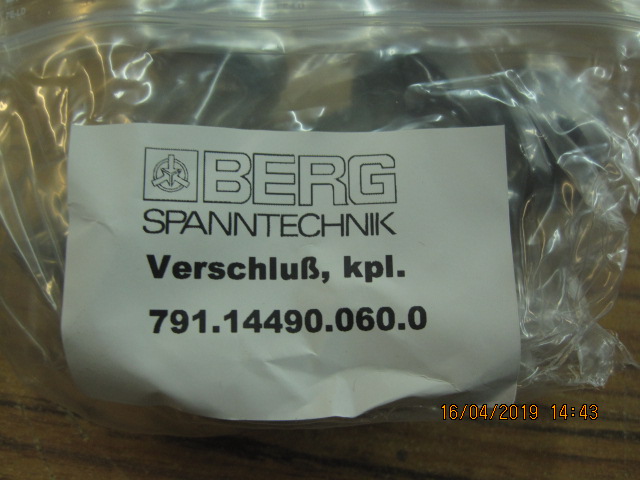 BERG
SPANNTECHNIK
Verschluß, kpl.
791.14490.060.0
16/04/2019 14:43